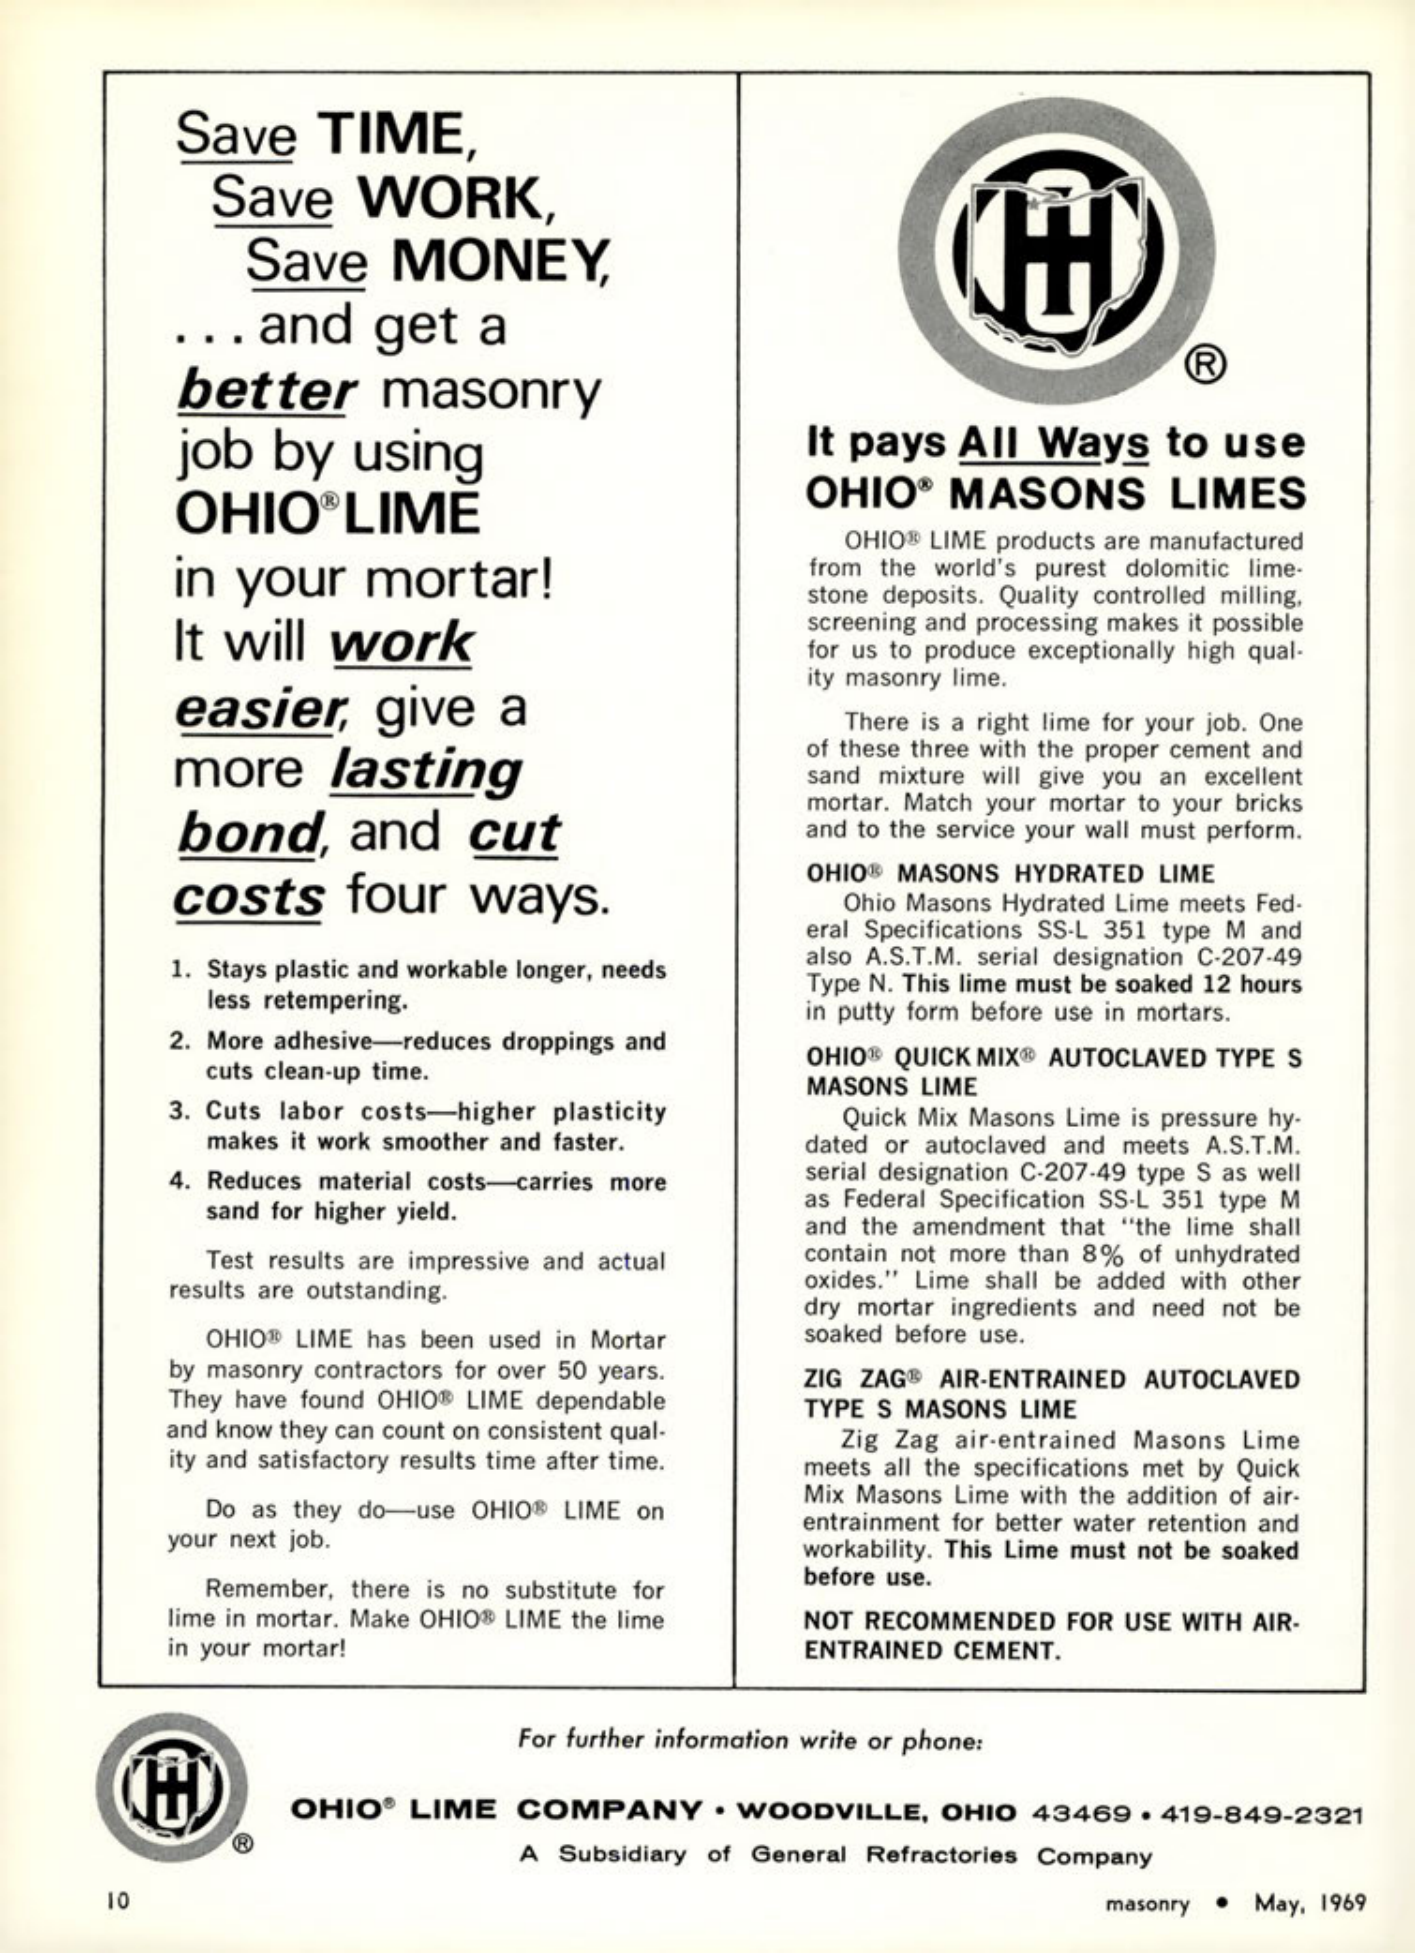 Save TIME,
Save WORK,
Save MONEY,
...and get a
better masonry
job by using
OHIO® LIME
in your mortar!
It will work
easier, give a
more lasting
bond, and cut
costs four ways.
1. Stays plastic and workable longer, needs
less retempering.
2. More adhesive—reduces droppings and
cuts clean-up time.
3. Cuts labor costs—higher plasticity
makes it work smoother and faster.
4. Reduces material costs—carries more
sand for higher yield.
Test results are impressive and actual
results are outstanding.
OHIO® LIME has been used in Mortar
by masonry contractors for over 50 years.
They have found OHIO® LIME dependable
and know they can count on consistent qual-
ity and satisfactory results time after time.
Do as they do—use OHIO® LIME on
your next job.
Remember, there is no substitute for
lime in mortar. Make OHIO® LIME the lime
in your mortar!
®
It pays All Ways to use
OHIO® MASONS LIMES
OHIO® LIME products are manufactured
from the world's purest dolomitic lime-
stone deposits. Quality controlled milling,
screening and processing makes it possible
for us to produce exceptionally high qual-
ity masonry lime.
There is a right lime for your job. One
of these three with the proper cement and
sand mixture will give you an excellent
mortar. Match your mortar to your bricks
and to the service your wall must perform.
OHIO® MASONS HYDRATED LIME
Ohio Masons Hydrated Lime meets Fed-
eral Specifications SS-L 351 type M and
also A.S.T.M. serial designation C-207-49
Type N. This lime must be soaked 12 hours
in putty form before use in mortars.
OHIO® QUICK MIX® AUTOCLAVED TYPE S
MASONS LIME
Quick Mix Masons Lime is pressure hy-
dated or autoclaved and meets A.S.T.M.
serial designation C-207-49 type S as well
as Federal Specification SS-L 351 type M
and the amendment that "the lime shall
contain not more than 8% of unhydrated
oxides." Lime shall be added with other
dry mortar ingredients and need not be
soaked before use.
ZIG ZAG® AIR-ENTRAINED AUTOCLAVED
TYPE S MASONS LIME
Zig Zag air-entrained Masons Lime
meets all the specifications met by Quick
Mix Masons Lime with the addition of air-
entrainment for better water retention and
workability. This Lime must not be soaked
before use.
NOT RECOMMENDED FOR USE WITH AIR-
ENTRAINED CEMENT.
For further information write or phone:
®
OHIO® LIME COMPANY • WOODVILLE, OHIO 43469 • 419-849-2321
A Subsidiary of General Refractories Company
10
masonry • May, 1969